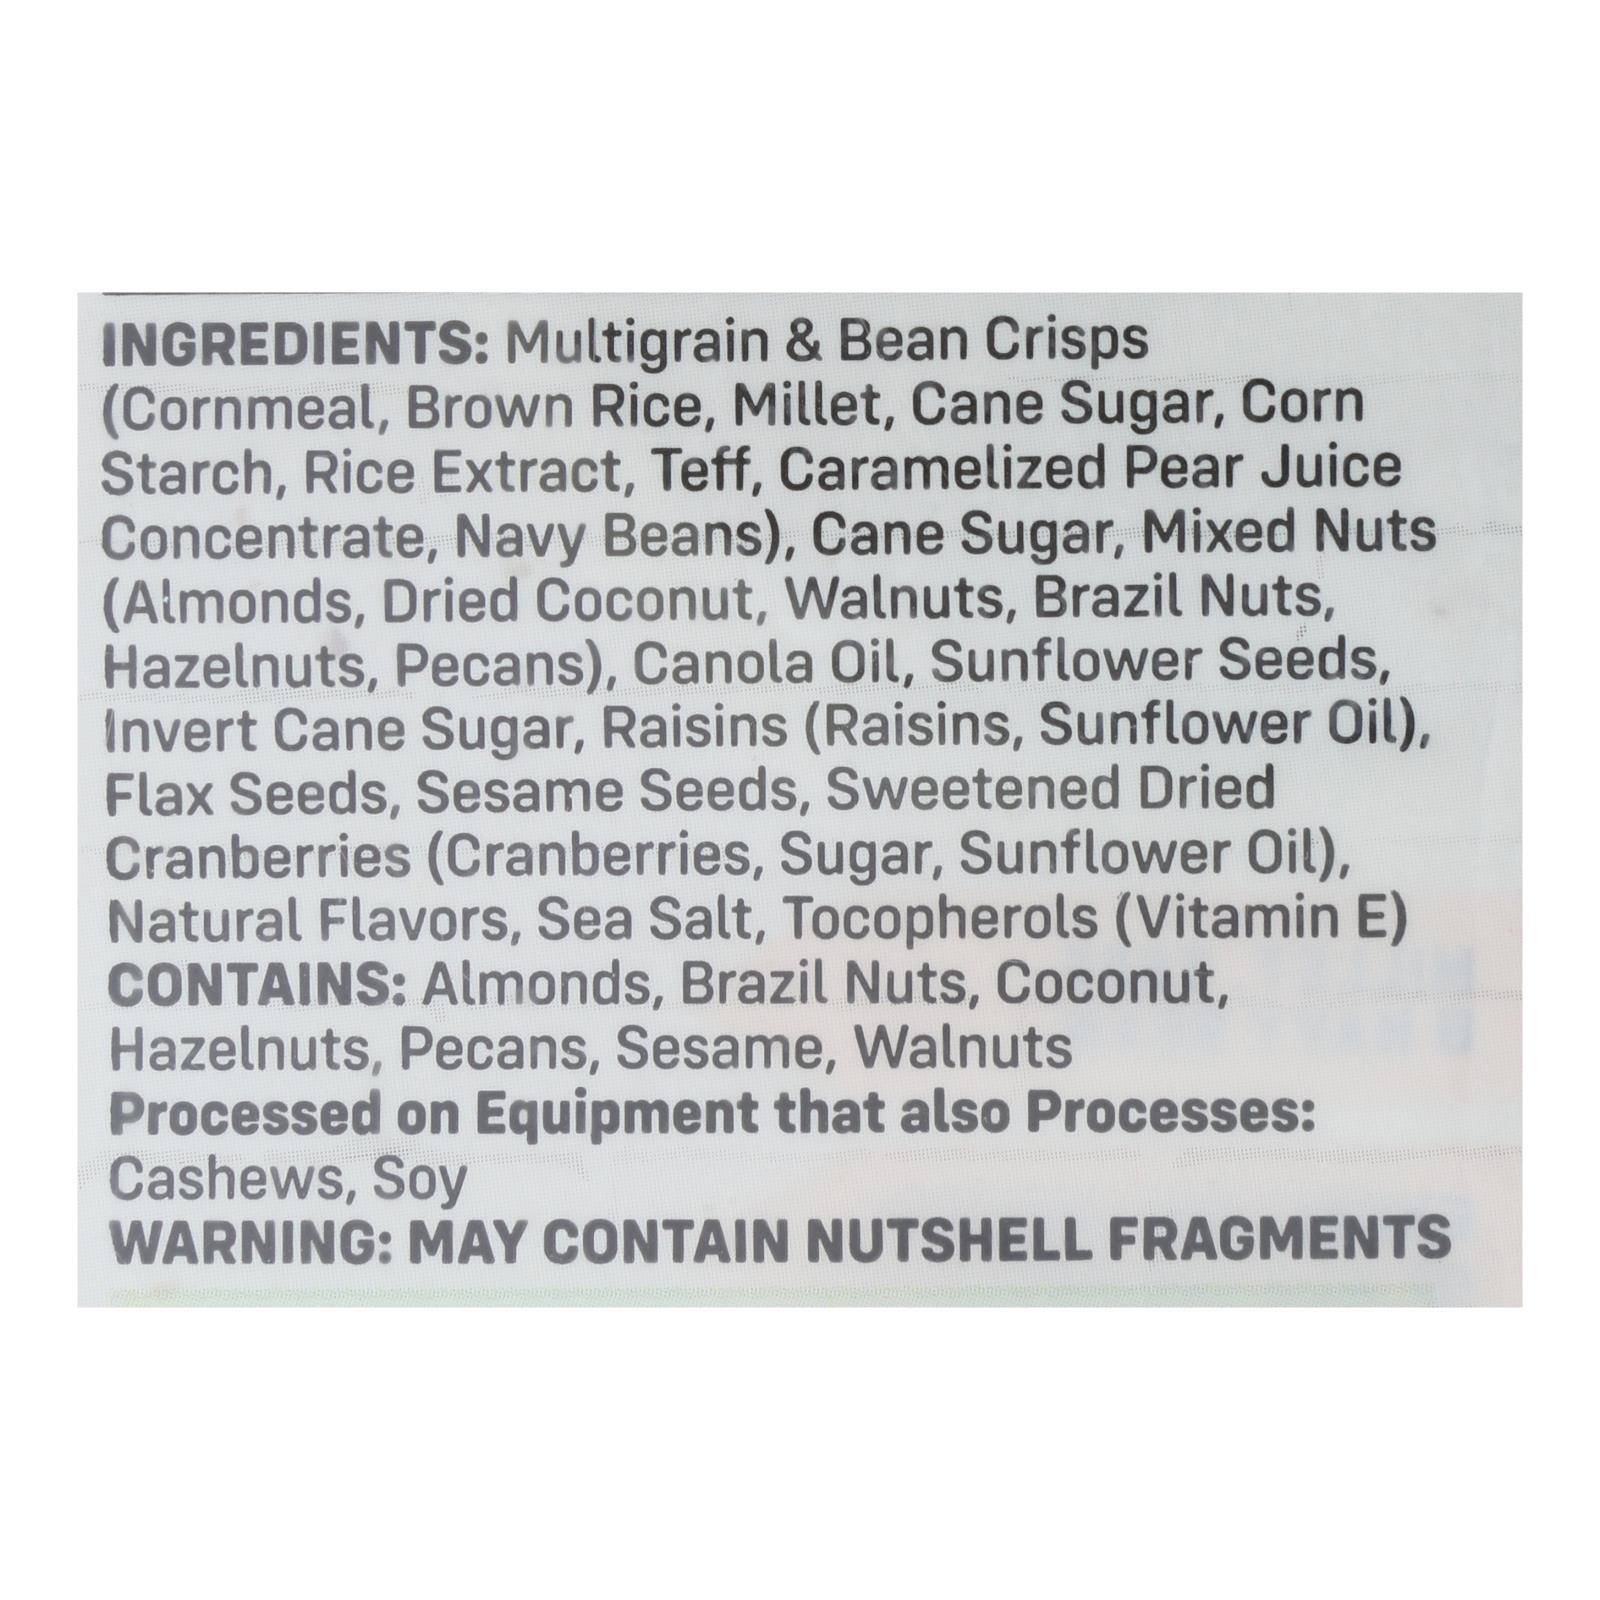 INGREDIENTS: Multigrain & Bean Crisps
(Cornmeal, Brown Rice, Millet, Cane Sugar, Corn
Starch, Rice Extract, Teff, Caramelized Pear Juice
Concentrate, Navy Beans), Cane Sugar, Mixed Nuts
(Almonds, Dried Coconut, Walnuts, Brazil Nuts,
Hazelnuts, Pecans), Canola Oil, Sunflower Seeds,
Invert Cane Sugar, Raisins (Raisins, Sunflower Oil),
Flax Seeds, Sesame Seeds, Sweetened Dried
Cranberries (Cranberries, Sugar, Sunflower Oil),
Natural Flavors, Sea Salt, Tocopherols (Vitamin E)
CONTAINS: Almonds, Brazil Nuts, Coconut,
Hazelnuts, Pecans, Sesame, Walnuts
Processed on Equipment that also Processes:
Cashews, Soy
WARNING: MAY CONTAIN NUTSHELL FRAGMENTS